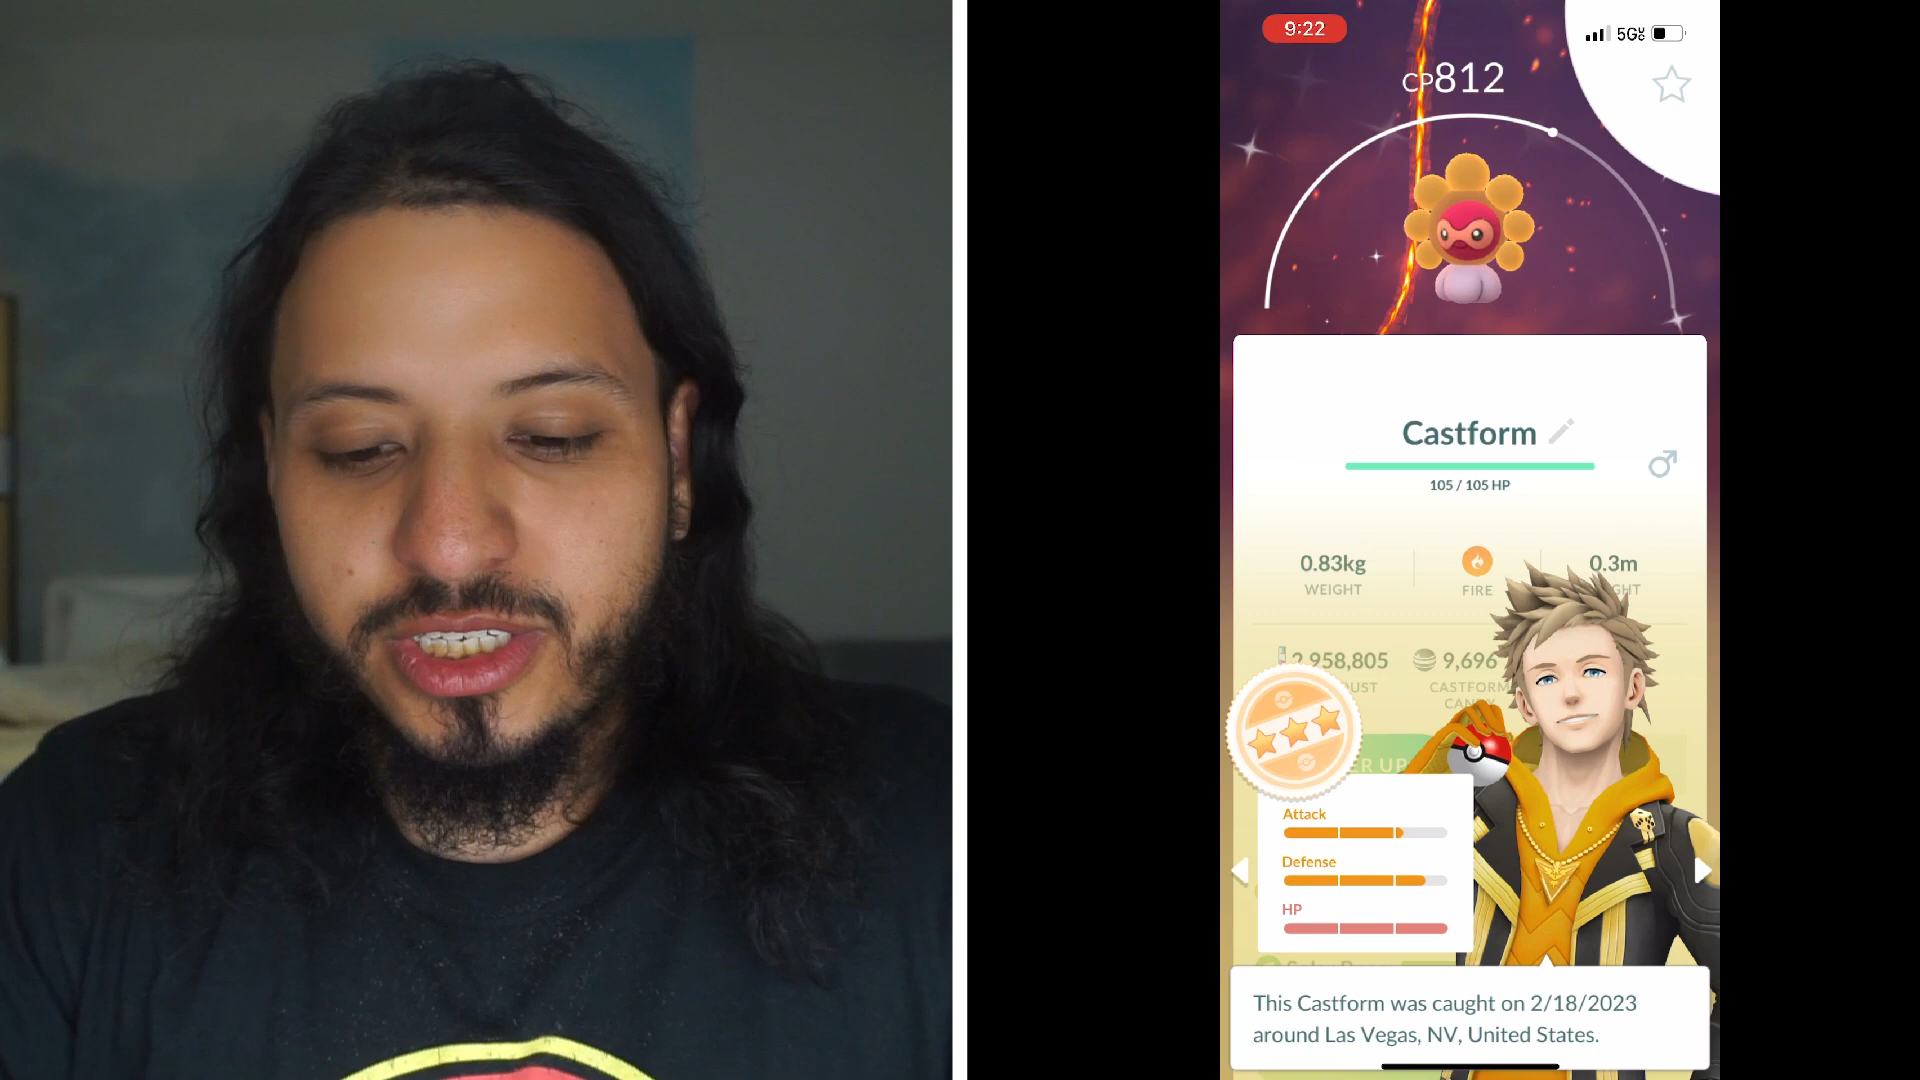 9:22
5G
CP812
Castform
105 / 105 HP
0.83kg
WEIGHT
FIRE
0.3m
2,958,805
9,696
CASTFORM
Attack
Defense
HP
This Castform was caught on 2/18/2023
around Las Vegas, NV, United States.